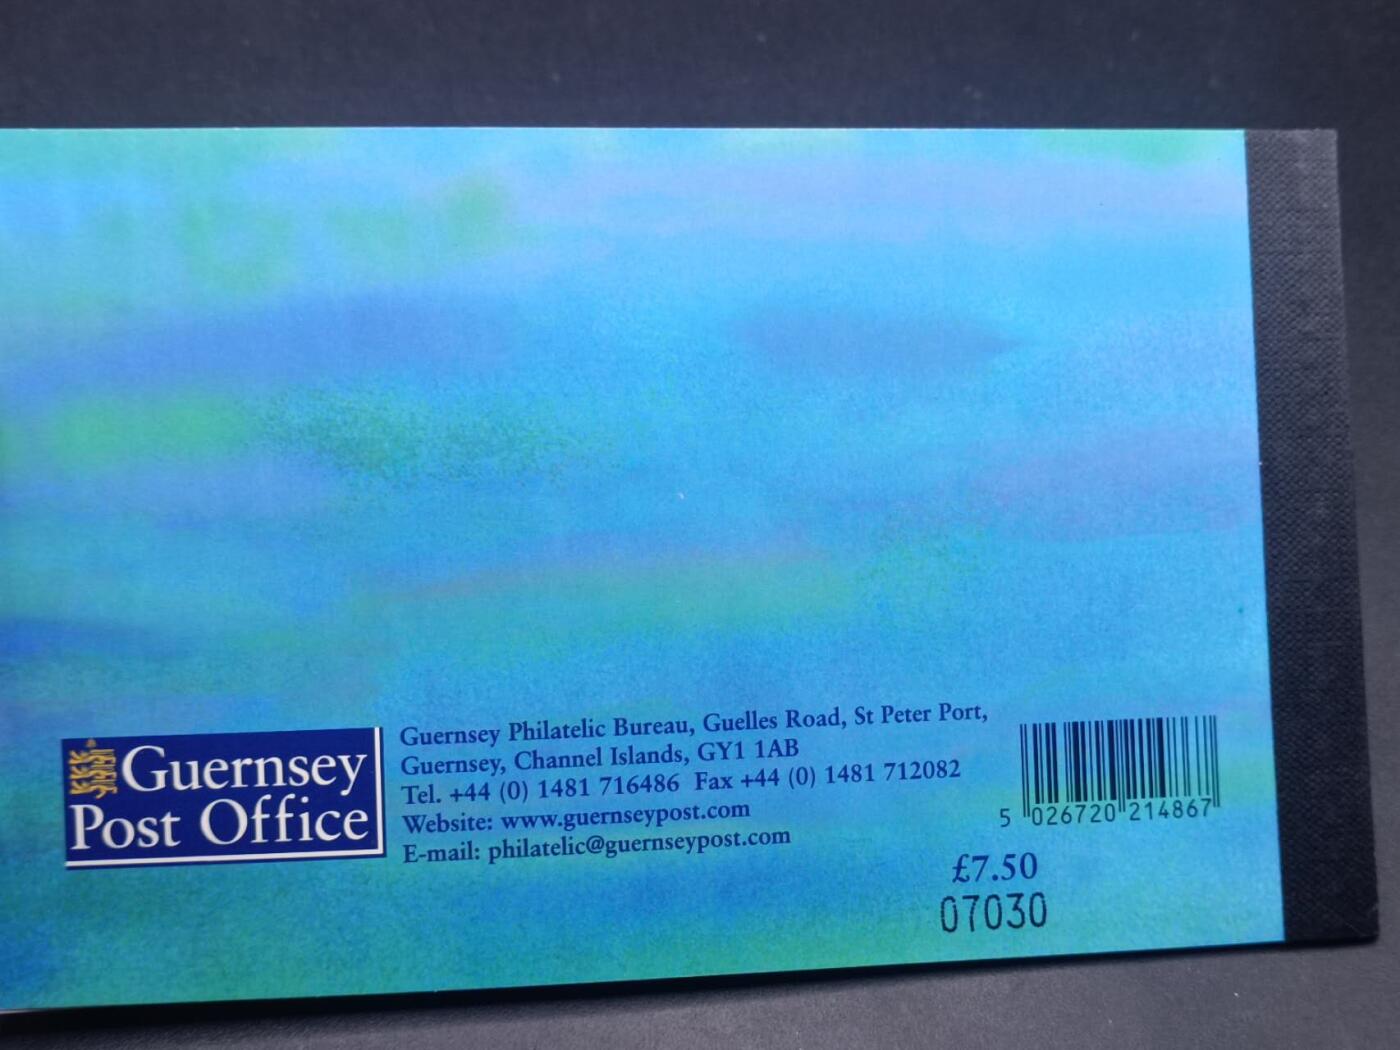 Guernsey
Post Office
Guernsey Philatelic Bureau, Guelles Road, St Peter Port,
Guernsey, Channel Islands, GY1 1AB
Tel. +44 (0) 1481 716486 Fax +44 (0) 1481 712082
Website: www.guernseypost.com
E-mail: philatelic@guernseypost.com
5 026720 214867
£7.50
07030